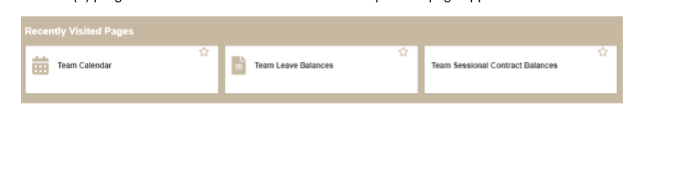 Recently Visited Pages
Team Calendar
Team Leave Balances
Team Sessional Contract Balances